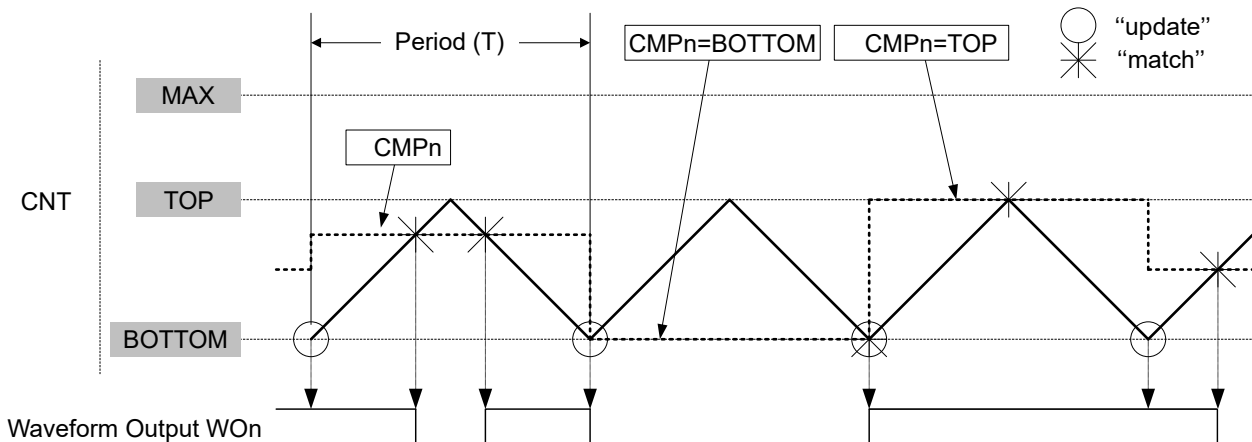 Period (T)
CMPn=BOTTOM
CMPn=TOP
“update”
“match”
MAX
CMPn
CNT
TOP
BOTTOM
Waveform Output WOn